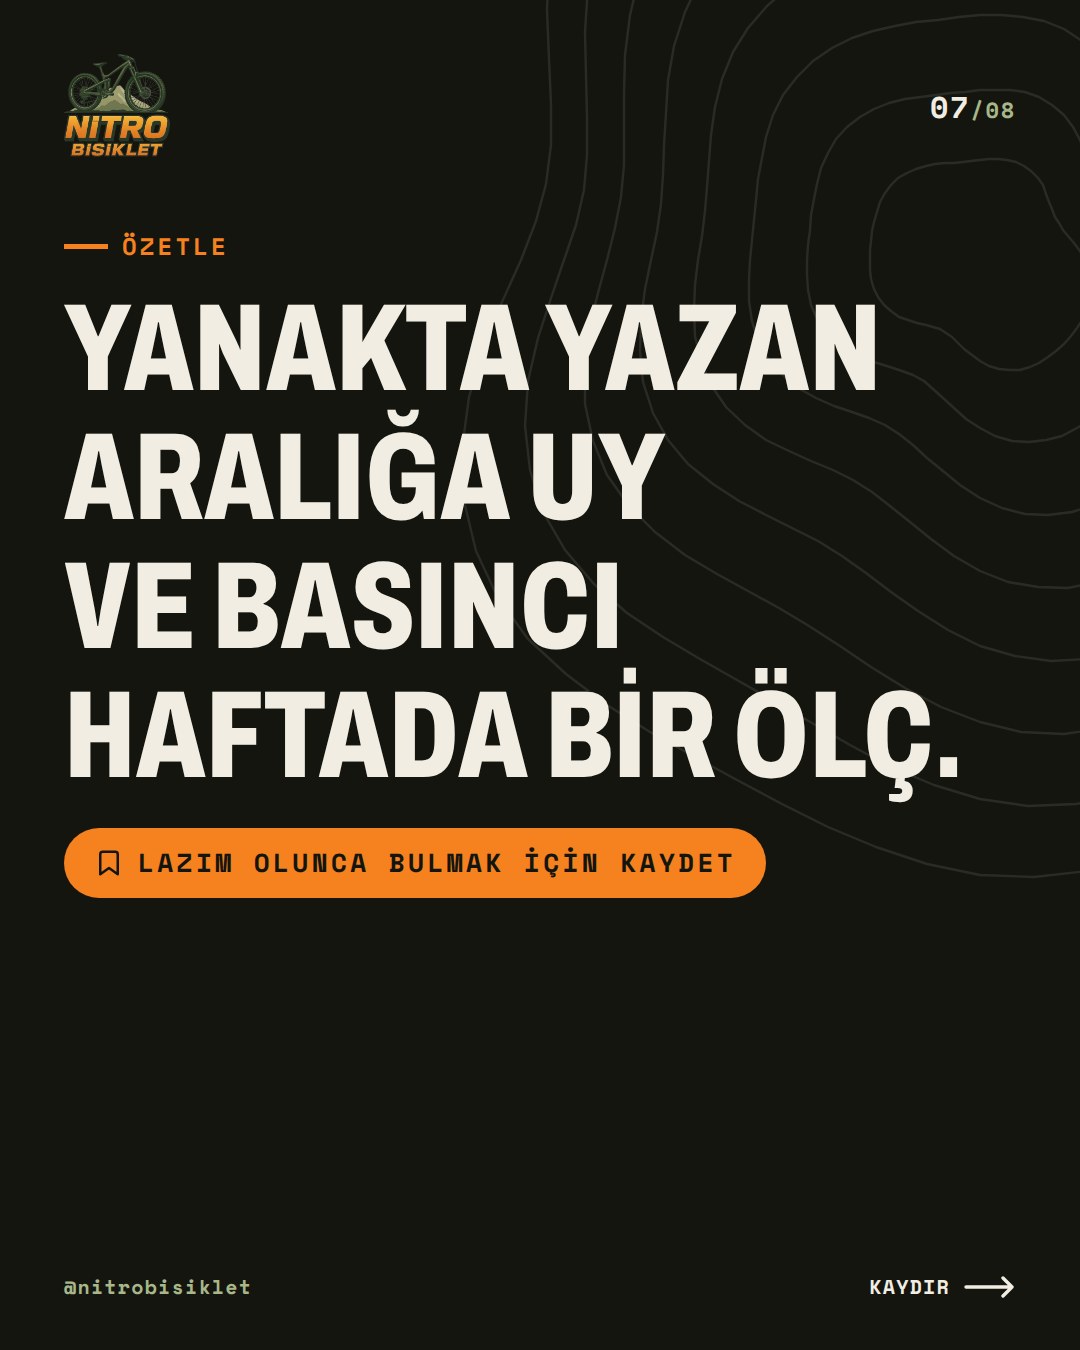 NiTRO
BISIKLET
07/08
ÖZETLE
YANAKTA YAZAN
ARALIĞA UY
VE BASINCI
HAFTADA BİR ÖLÇ.
LAZIM OLUNCA BULMAK İÇİN KAYDET
@nitrobisiklet
KAYDIR